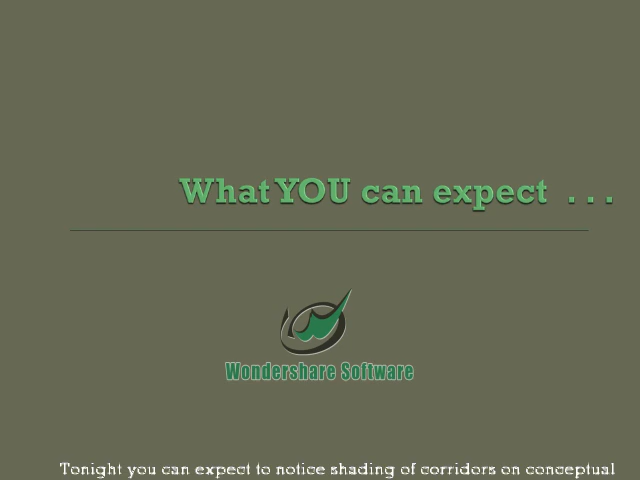 What YOU can expect . . .
Wondershare Software
Tonight you can expect to notice shading of corridors on conceptual